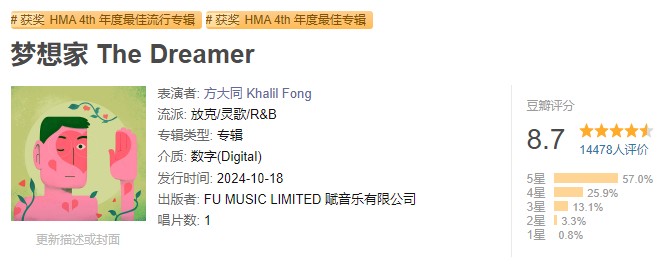 # 获奖 HMA 4th 年度最佳流行专辑 # 获奖 HMA 4th 年度最佳专辑
梦想家 The Dreamer
表演者: 方大同 Khalil Fong
流派: 放克/灵歌/R&B
专辑类型: 专辑
介质: 数字(Digital)
发行时间: 2024-10-18
出版者: FU MUSIC LIMITED 赋音乐有限公司
唱片数: 1
更新描述或封面
豆瓣评分
8.7
14478人评价
5星 57.0%
4星 25.9%
3星 13.1%
2星 3.3%
1星 0.8%